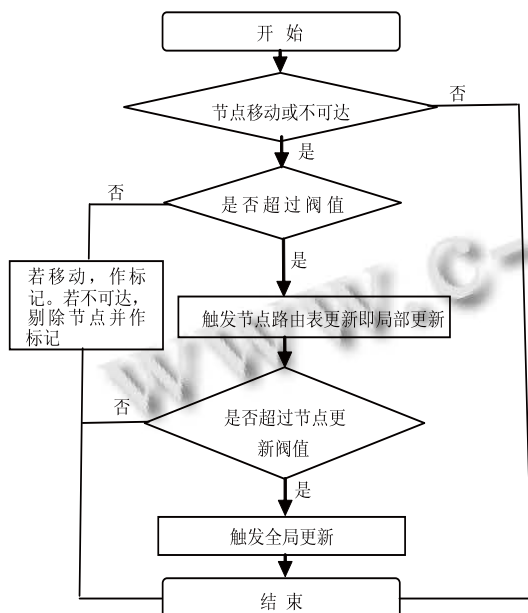 开 始
节点移动或不可达
否
是
是否超过阀值
否
是
若移动，作标
记。若不可达，
剔除节点并作
标记
触发节点路由表更新即局部更新
www.c-
是否超过节点更
新阀值
否
是
触发全局更新
结 束